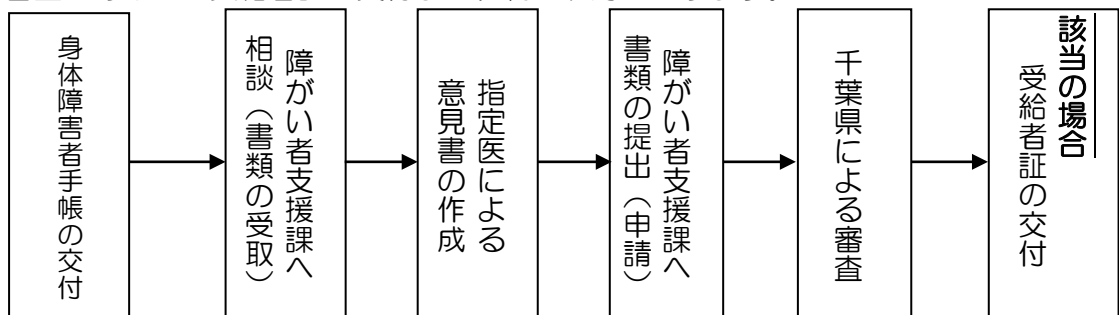 身体障害者手帳の交付
障がい者支援課へ
相談（書類の受取）
指定医による
意見書の作成
障がい者支援課へ
書類の提出（申請）
千葉県による審査
該当の場合
受給者証の交付